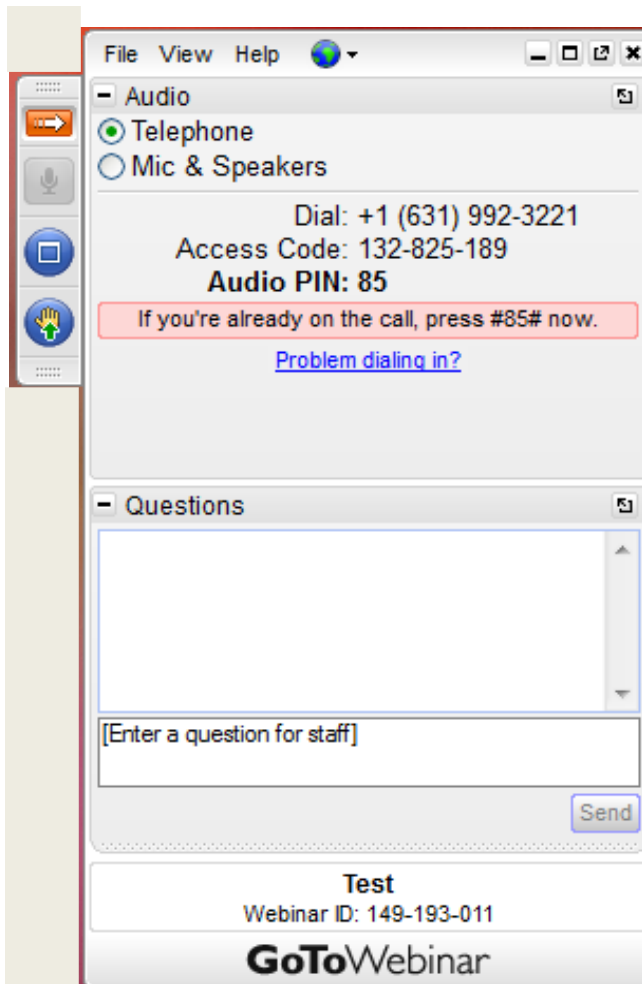 File View Help
Audio
Telephone
Mic & Speakers
Dial: +1 (631) 992-3221
Access Code: 132-825-189
Audio PIN: 85
If you're already on the call, press #85# now.
Problem dialing in?
Questions
[Enter a question for staff]
Send
Test
Webinar ID: 149-193-011
GoToWebinar